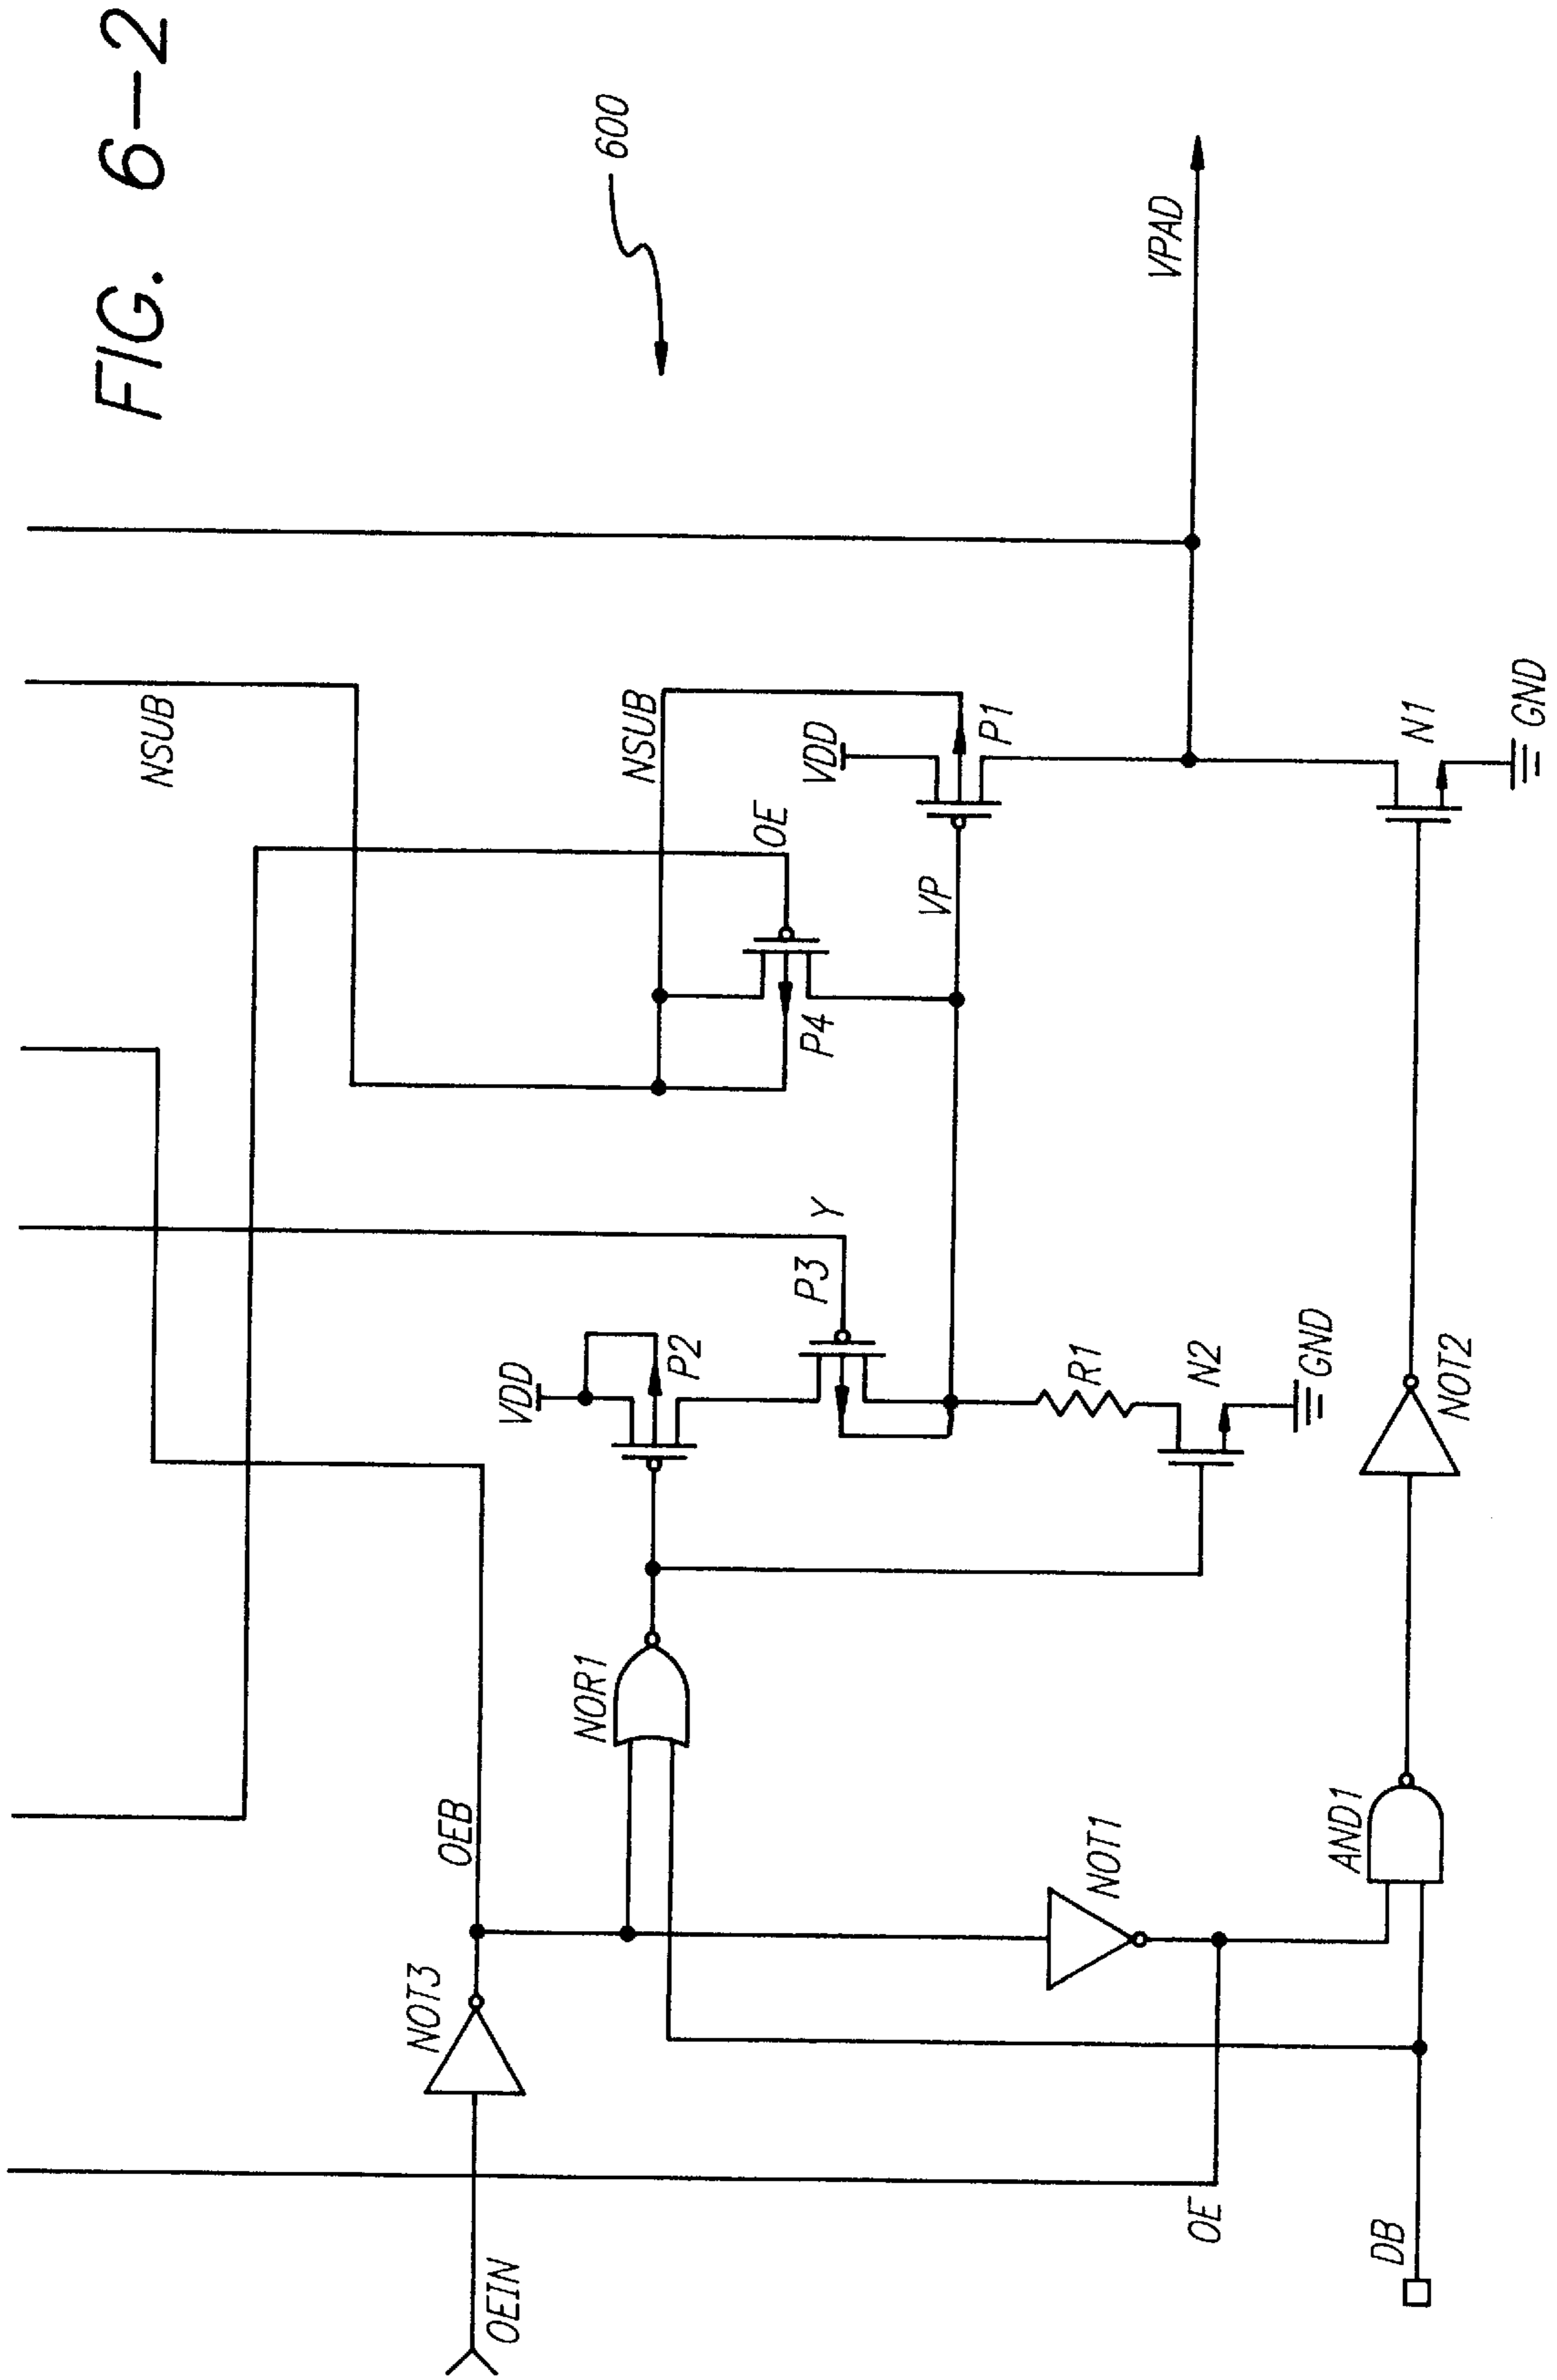 FIG. 6-2
600
NSUB
NSUB
VDD
OE
P1
VP
VPAD
P4
Y
P3
VDD
P2
R1
N2
GND
N1
GND
OEB
NOR1
NOT3
NOT1
AND1
NOT2
OEIN
OE
DB